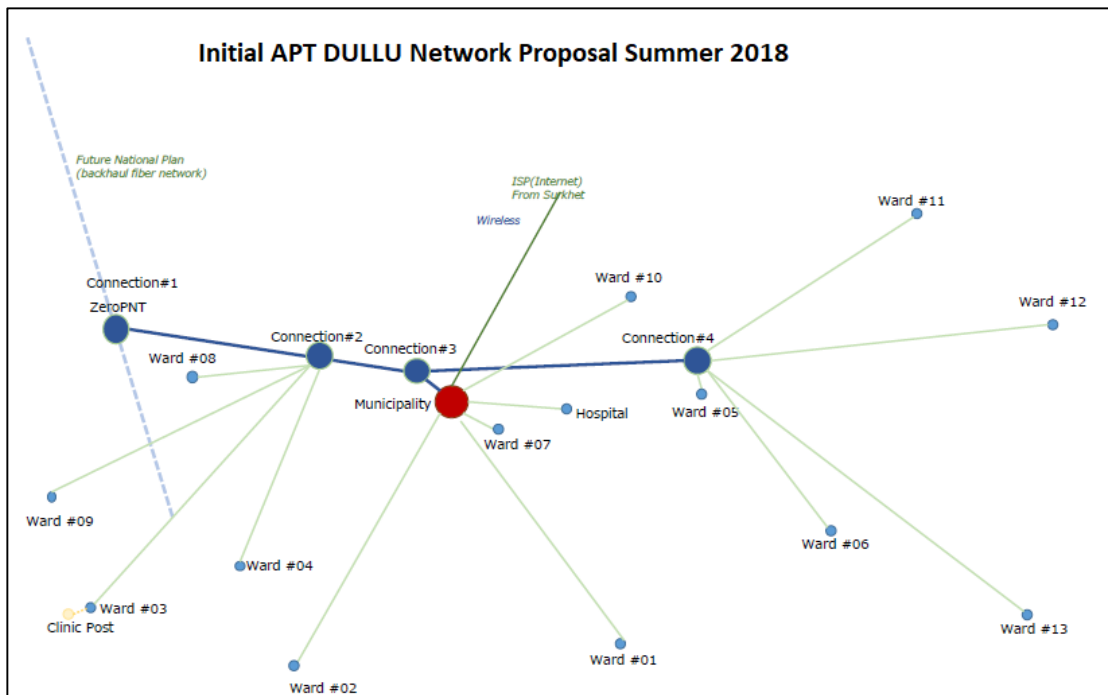 Initial APT DULLU Network Proposal Summer 2018
Future National Plan
(backhaul fiber network)
ISP(Internet)
From Surkhet
Wireless
Ward #11
Ward #10
Connection#1
ZeroPNT
Ward #12
Connection#2
Connection#3
Connection#4
Ward #08
Municipality
Hospital
Ward #05
Ward #07
Ward #09
Ward #06
Ward #04
Ward #03
Clinic Post
Ward #13
Ward #01
Ward #02